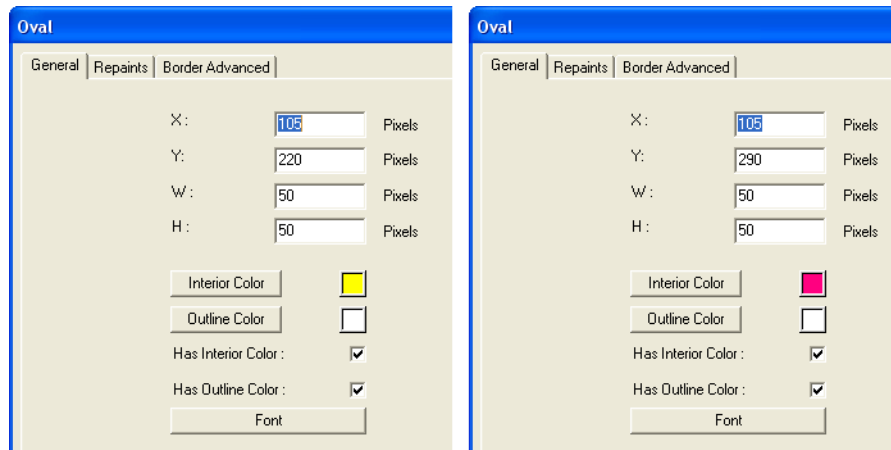 Oval
General Repaints Border Advanced
X : 105 Pixels
Y: 220 Pixels
W : 50 Pixels
H : 50 Pixels
Interior Color
Outline Color
Has Interior Color :
Has Outline Color :
Font
Oval
General Repaints Border Advanced
X : 105 Pixels
Y: 290 Pixels
W : 50 Pixels
H : 50 Pixels
Interior Color
Outline Color
Has Interior Color :
Has Outline Color :
Font